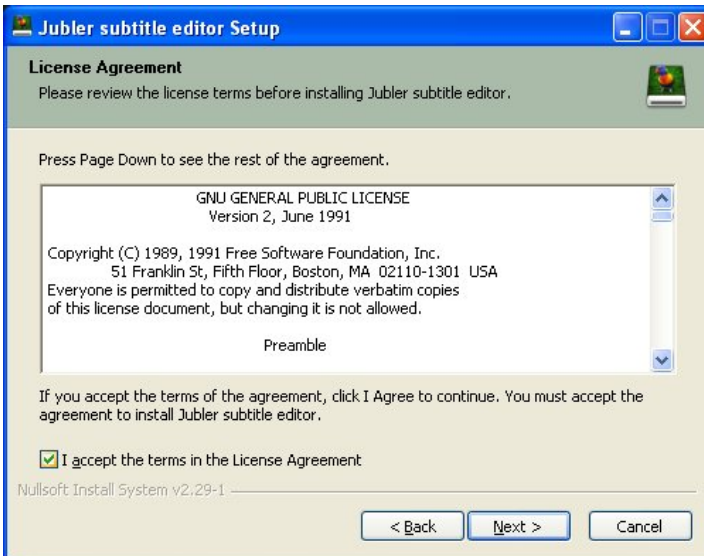 Jubler subtitle editor Setup
License Agreement
Please review the license terms before installing Jubler subtitle editor.
Press Page Down to see the rest of the agreement.
GNU GENERAL PUBLIC LICENSE
Version 2, June 1991
Copyright (C) 1989, 1991 Free Software Foundation, Inc.
51 Franklin St, Fifth Floor, Boston, MA  02110-1301  USA
Everyone is permitted to copy and distribute verbatim copies
of this license document, but changing it is not allowed.
Preamble
If you accept the terms of the agreement, click I Agree to continue. You must accept the
agreement to install Jubler subtitle editor.
I accept the terms in the License Agreement
Nullsoft Install System v2.29-1
< Back
Next >
Cancel